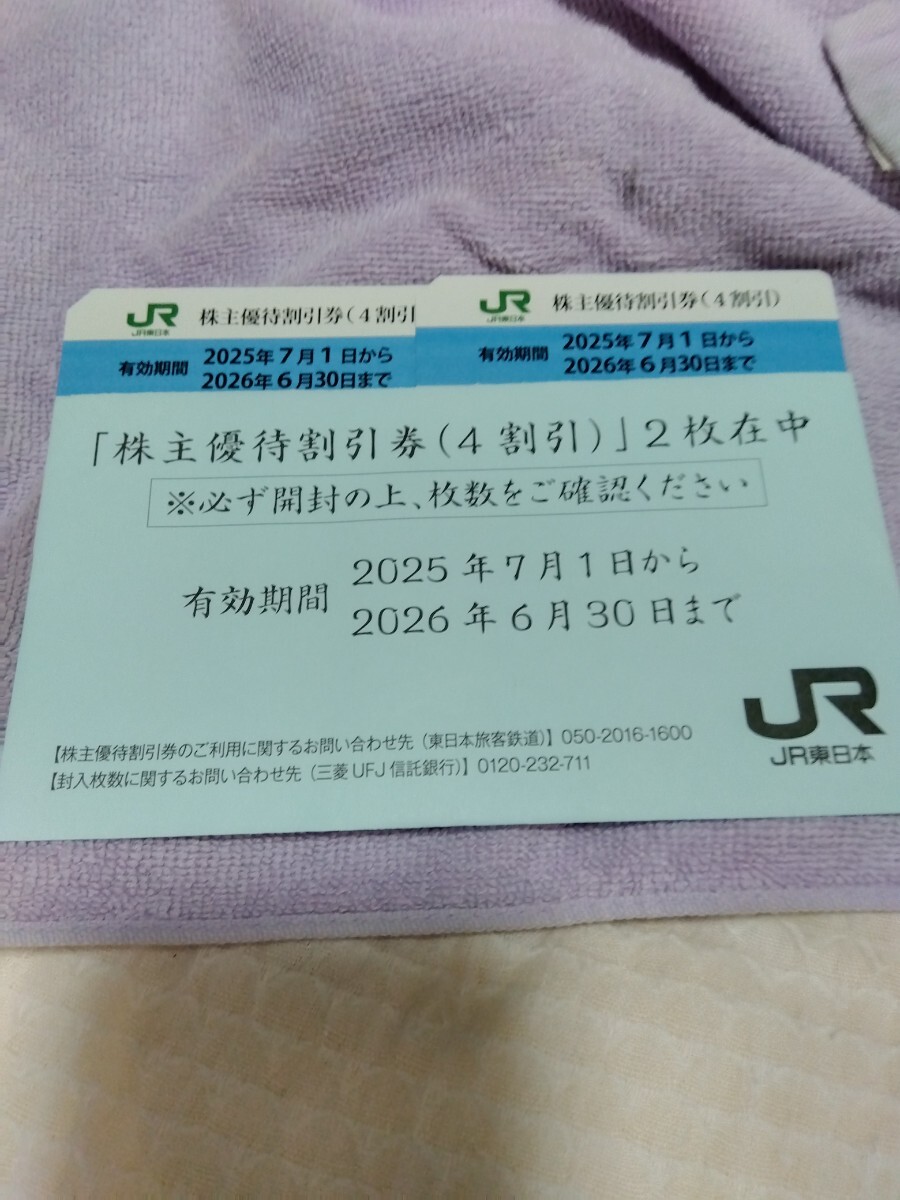 JR
JR東日本
株主優待割引券(4割引
有効期間 2025年7月1日から
2026年6月30日まで
JR
JR東日本
株主優待割引券(4割引)
有効期間 2025年7月1日から
2026年6月30日まで
「株主優待割引券(4割引)」2枚在中
※必ず開封の上、枚数をご確認ください
有効期間 2025年7月1日から
2026年6月30日まで
JR
JR東日本
【株主優待割引券のご利用に関するお問い合わせ先(東日本旅客鉄道)】050-2016-1600
【封入枚数に関するお問い合わせ先(三菱UFJ信託銀行)】0120-232-711